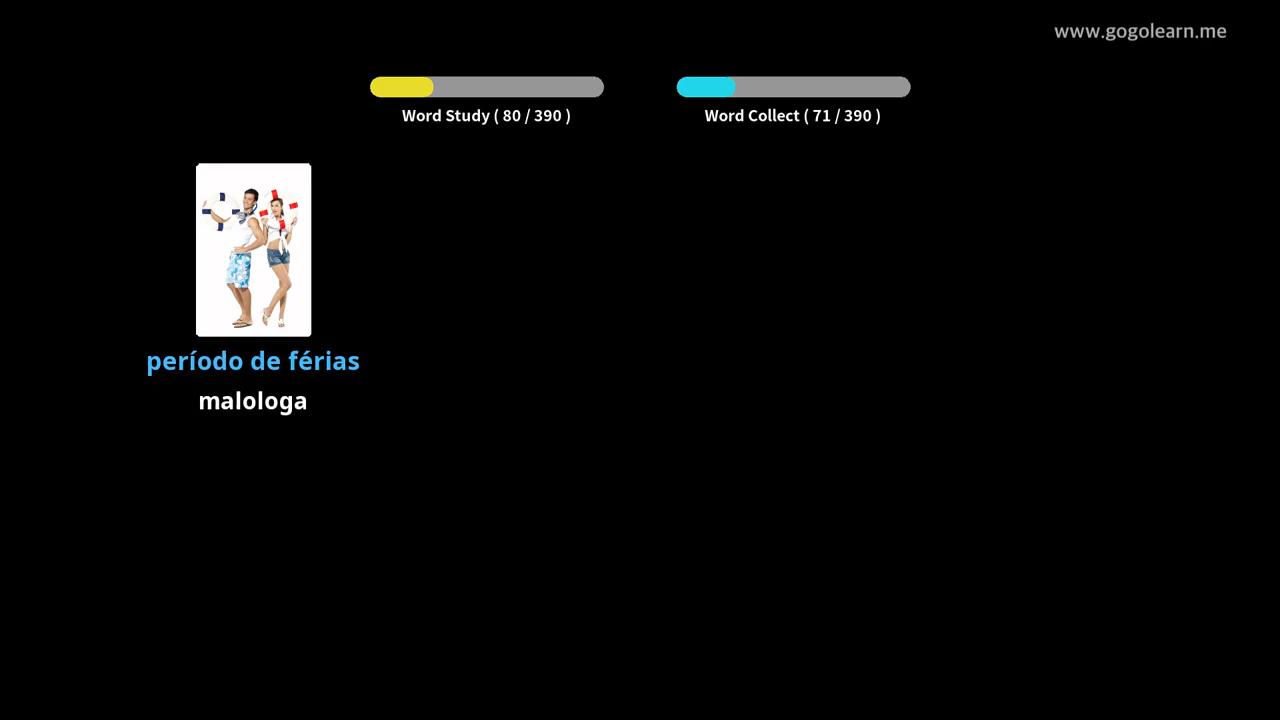 www.gogolearn.me
Word Study ( 80 / 390 )
Word Collect ( 71 / 390 )
período de férias
malologa